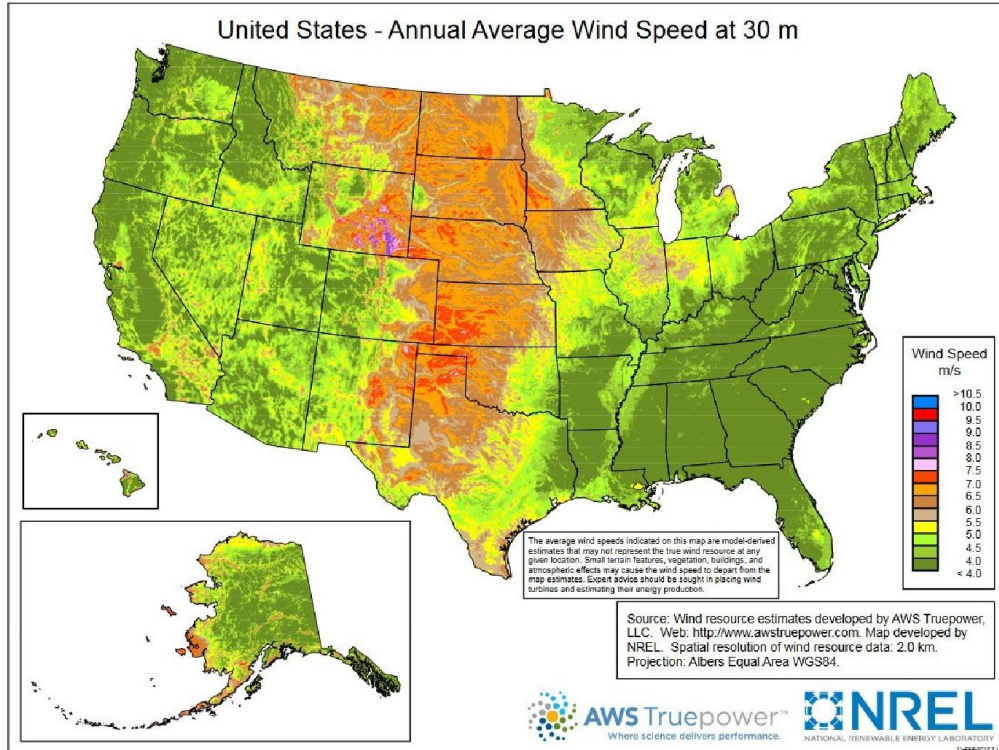 United States - Annual Average Wind Speed at 30 m
Wind Speed
m/s
>10.5
10.0
9.5
9.0
8.5
8.0
7.5
7.0
6.5
6.0
5.5
5.0
4.5
4.0
< 4.0
The average wind speeds indicated on this map are model-derived
estimates that may not represent the true wind resource at any
given location. Small terrain features, vegetation, buildings, and
atmospheric effects may cause the wind speed to depart from the
map estimates. Expert advice should be sought in placing wind
turbines and estimating their energy production.
Source: Wind resource estimates developed by AWS Truepower,
LLC. Web: http://www.awstruepower.com. Map developed by
NREL. Spatial resolution of wind resource data: 2.0 km.
Projection: Albers Equal Area WGS84.
AWS Truepower™
Where science delivers performance.
NREL
NATIONAL RENEWABLE ENERGY LABORATORY